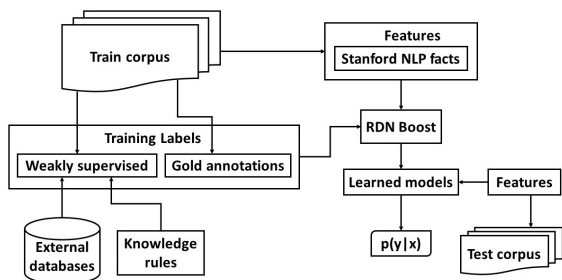 Train corpus
Features
Stanford NLP facts
RDN Boost
Training Labels
Weakly supervised
Gold annotations
Learned models
Features
External
databases
Knowledge
rules
p(y|x)
Test corpus